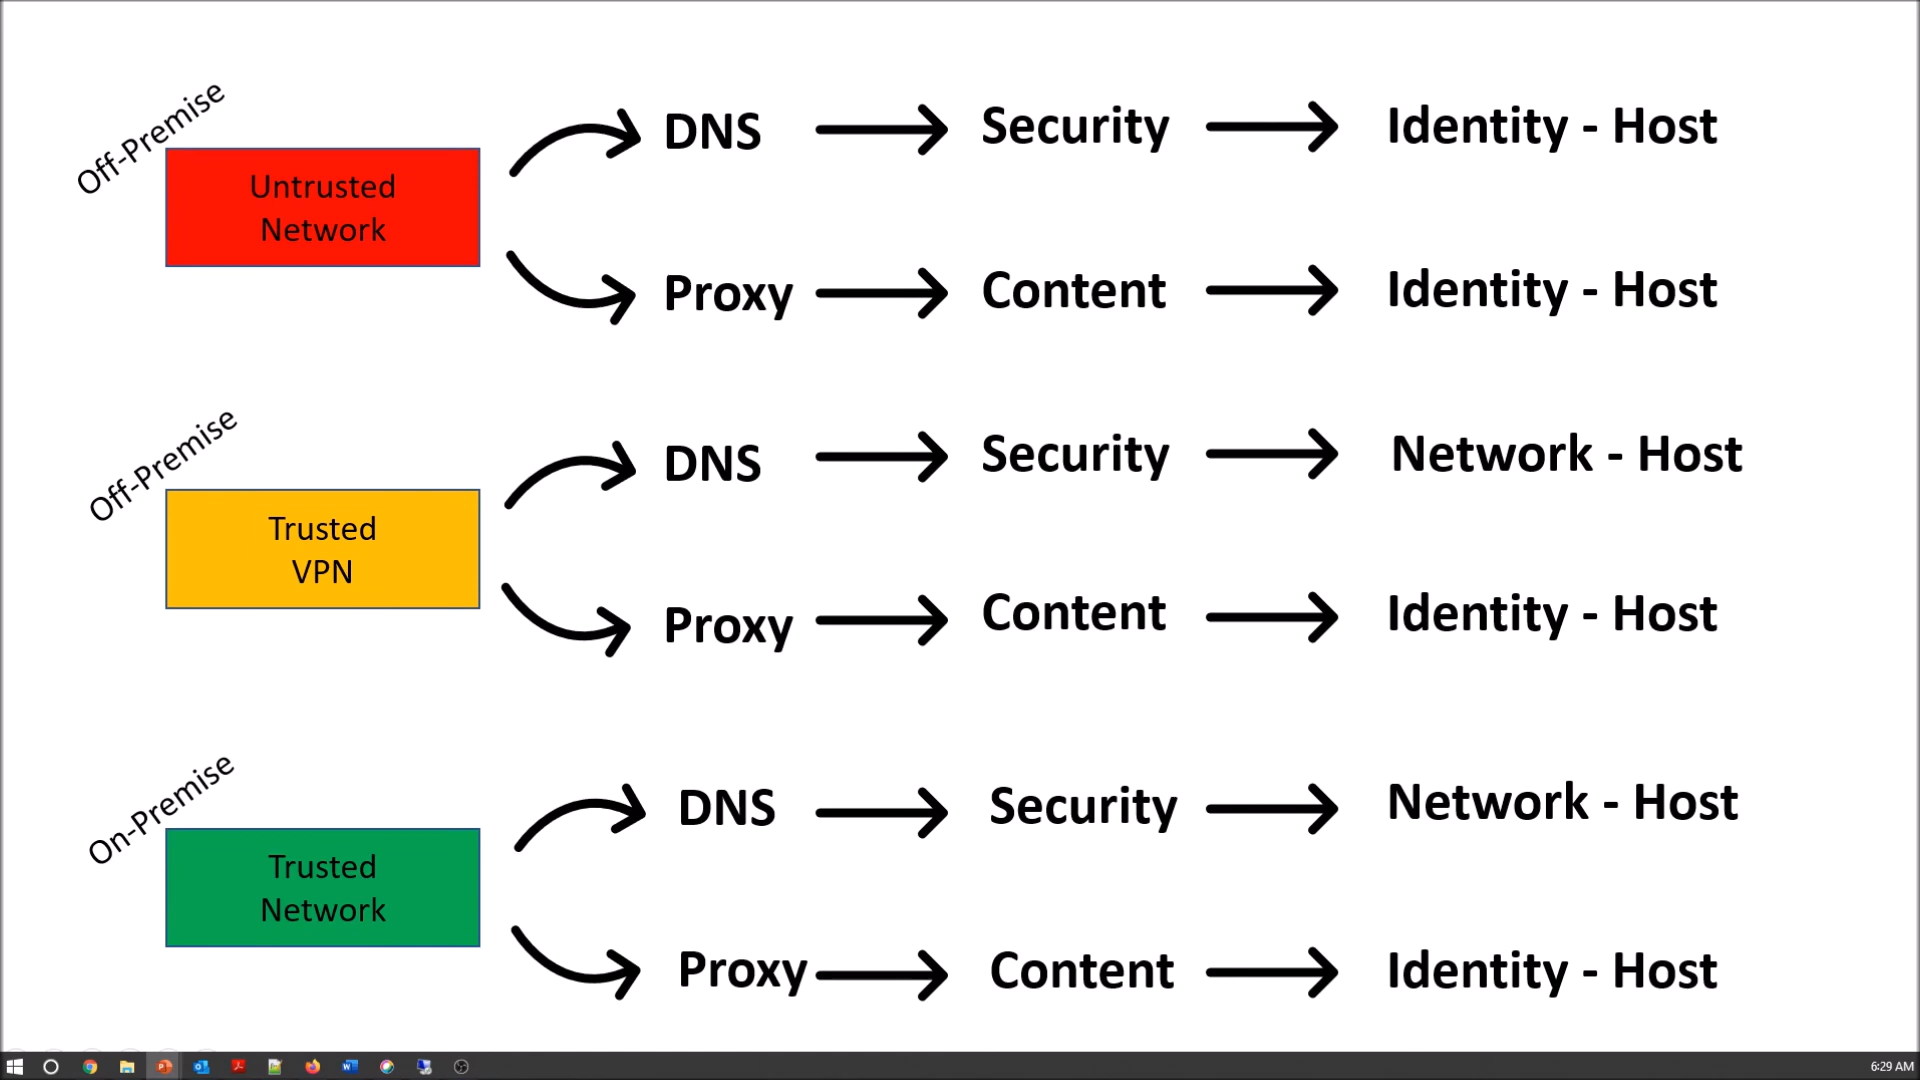 Off-Premise
Untrusted
Network
DNS
Security
Identity - Host
Proxy
Content
Identity - Host
Off-Premise
Trusted
VPN
DNS
Security
Network - Host
Proxy
Content
Identity - Host
On-Premise
Trusted
Network
DNS
Security
Network - Host
Proxy
Content
Identity - Host
6:29 AM